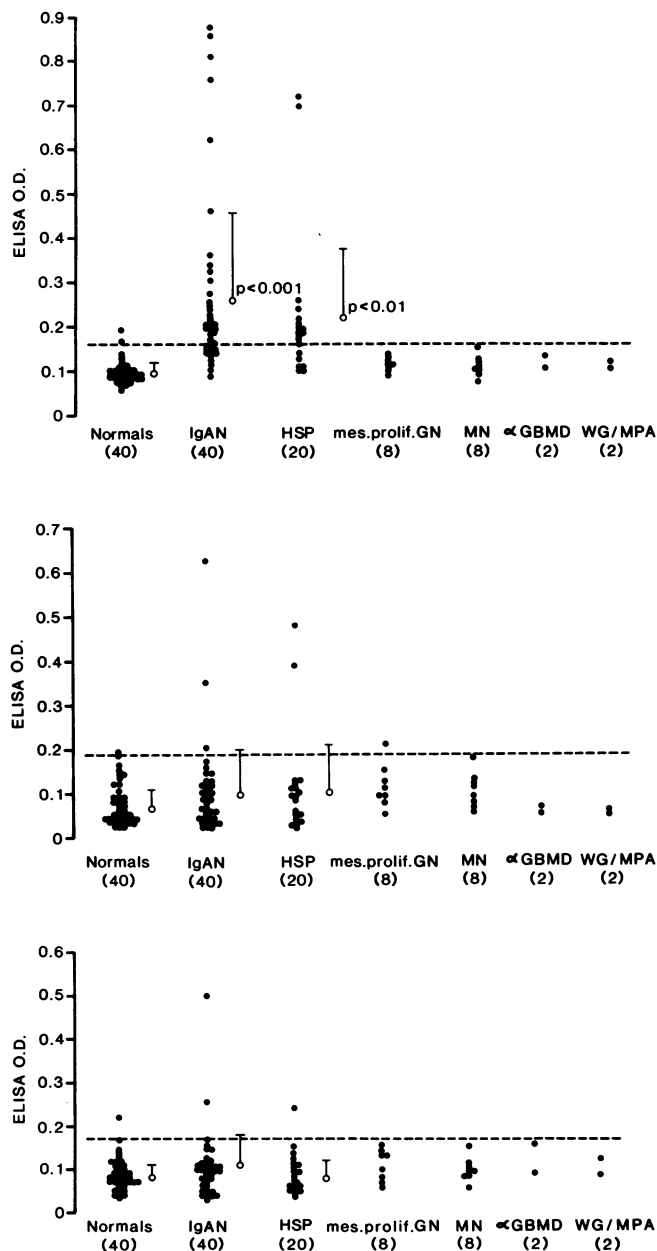 0.9
0.8
0.7
0.6
0.5
0.4
0.3
0.2
0.1
0
ELISA O.D.
p<0.001
p<0.01
Normals IgAN HSP mes.prolif.GN MN αGBMD WG/MPA
(40) (40) (20) (8) (8) (2) (2)
0.7
0.6
0.5
0.4
0.3
0.2
0.1
0
ELISA O.D.
Normals IgAN HSP mes.prolif.GN MN αGBMD WG/MPA
(40) (40) (20) (8) (8) (2) (2)
0.6
0.5
0.4
0.3
0.2
0.1
0.0
ELISA O.D.
Normals IgAN HSP mes.prolif.GN MN αGBMD WG/MPA
(40) (40) (20) (8) (8) (2) (2)